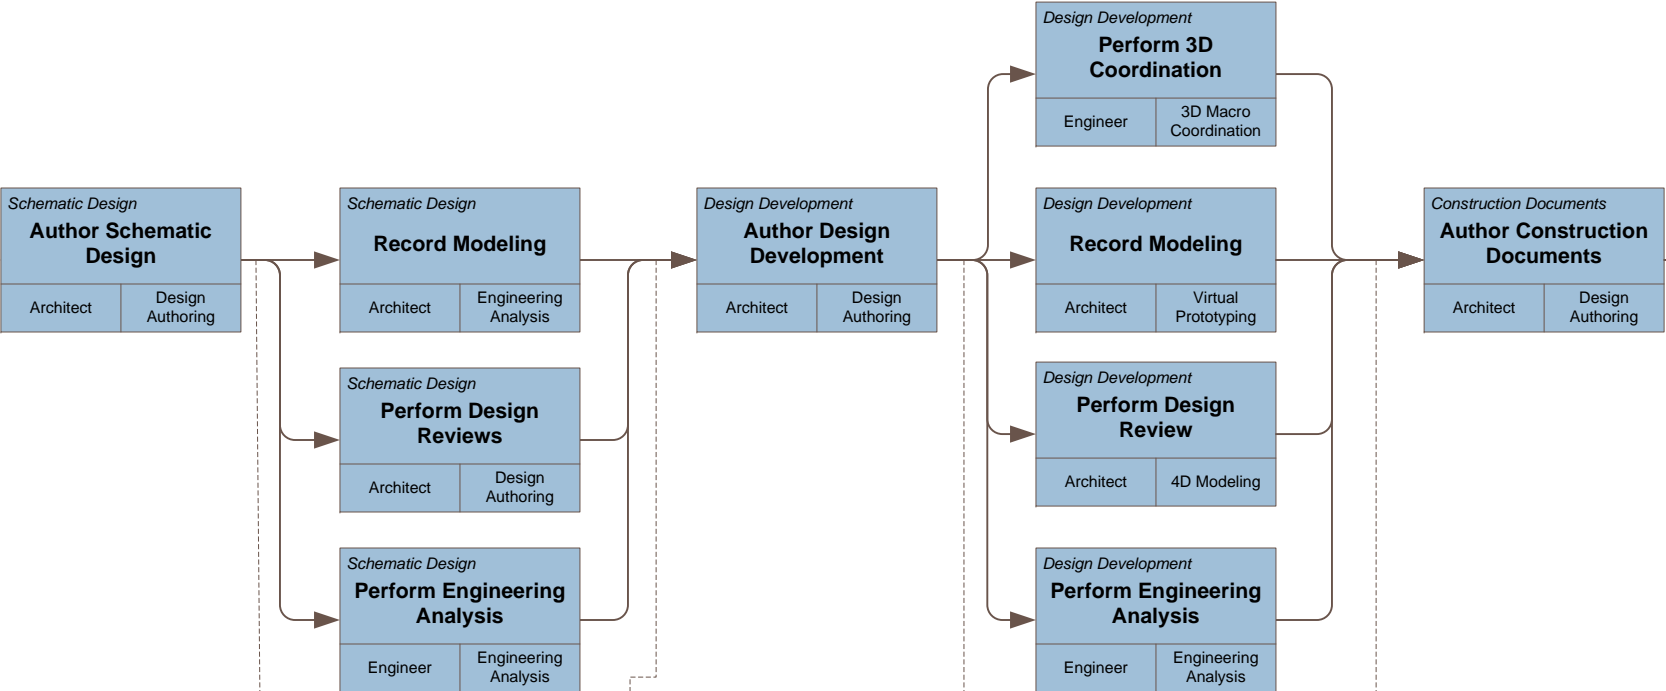 Schematic Design
Author Schematic
Design
Architect
Design
Authoring
Schematic Design
Record Modeling
Architect
Engineering
Analysis
Schematic Design
Perform Design
Reviews
Architect
Design
Authoring
Schematic Design
Perform Engineering
Analysis
Engineer
Engineering
Analysis
Design Development
Author Design
Development
Architect
Design
Authoring
Design Development
Perform 3D
Coordination
Engineer
3D Macro
Coordination
Design Development
Record Modeling
Architect
Virtual
Prototyping
Design Development
Perform Design
Review
Architect
4D Modeling
Design Development
Perform Engineering
Analysis
Engineer
Engineering
Analysis
Construction Documents
Author Construction
Documents
Architect
Design
Authoring